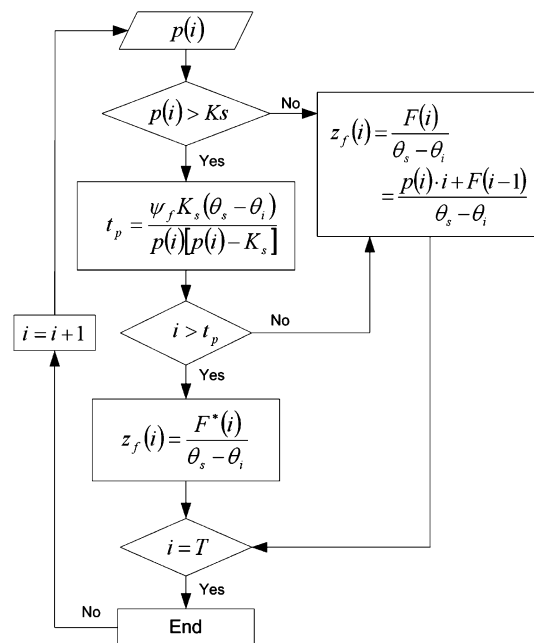 p(i)
p(i) > Ks
No
Yes
z_f(i) = F(i) / (θ_s − θ_i)
= (p(i)·i + F(i−1)) / (θ_s − θ_i)
t_p = ψ_f K_s(θ_s − θ_i) / p(i)[p(i) − K_s]
i = i+1
i > t_p
No
Yes
z_f(i) = F*(i) / (θ_s − θ_i)
i = T
Yes
No
End